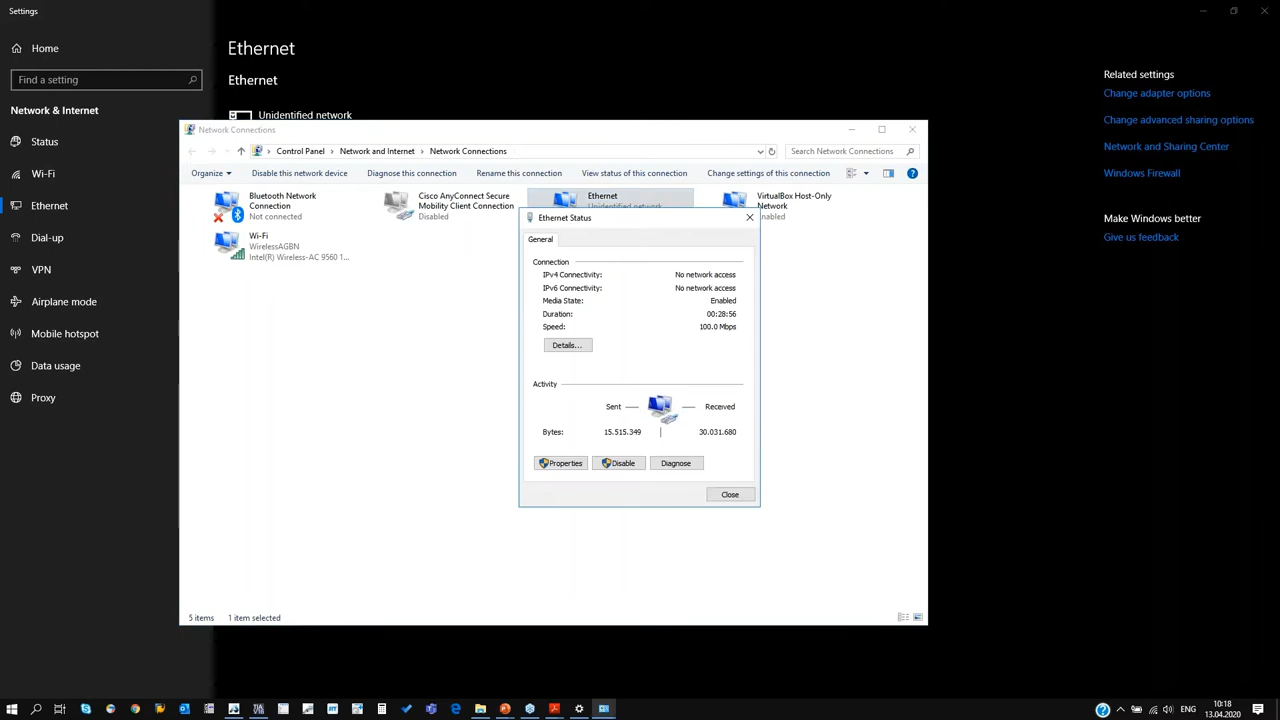 Settings
Home
Find a setting
Network & Internet
Status
Wi-Fi
Ethernet
Dial-up
VPN
Airplane mode
Mobile hotspot
Data usage
Proxy
Ethernet
Ethernet
Unidentified network
Related settings
Change adapter options
Change advanced sharing options
Network and Sharing Center
Windows Firewall
Make Windows better
Give us feedback
Network Connections
Control Panel > Network and Internet > Network Connections
Search Network Connections
Organize
Disable this network device
Diagnose this connection
Rename this connection
View status of this connection
Change settings of this connection
Bluetooth Network
Connection
Not connected
Cisco AnyConnect Secure
Mobility Client Connection
Disabled
Ethernet
Unidentified network
VirtualBox Host-Only
Network
Enabled
Wi-Fi
WirelessAGBN
Intel(R) Wireless-AC 9560 1...
Ethernet Status
General
Connection
IPv4 Connectivity: No network access
IPv6 Connectivity: No network access
Media State: Enabled
Duration: 00:28:56
Speed: 100.0 Mbps
Details...
Activity
Sent
Received
Bytes: 15.515.349 30.031.680
Properties
Disable
Diagnose
Close
5 items
1 item selected
ENG
10:18
13.04.2020